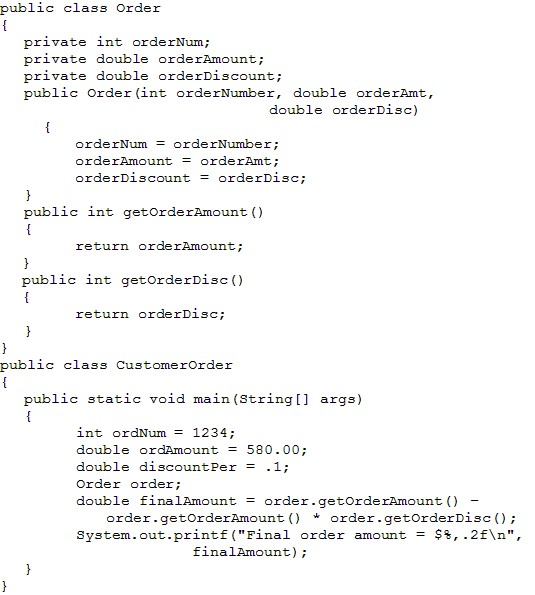 public class Order
{
private int orderNum;
private double orderAmount;
private double orderDiscount;
public Order(int orderNumber, double orderAmt,
double orderDisc)
{
orderNum = orderNumber;
orderAmount = orderAmt;
orderDiscount = orderDisc;
}
public int getOrderAmount()
{
return orderAmount;
}
public int getOrderDisc()
{
return orderDisc;
}
}
public class CustomerOrder
{
public static void main(String[] args)
{
int ordNum = 1234;
double ordAmount = 580.00;
double discountPer = .1;
Order order;
double finalAmount = order.getOrderAmount() -
order.getOrderAmount() * order.getOrderDisc();
System.out.printf("Final order amount = $%,.2f\n",
finalAmount);
}
}